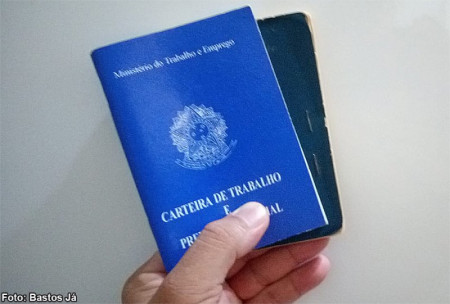 Ministério do Trabalho e Emprego
CARTEIRA DE TRABALHO
E
Foto: Bastos Já